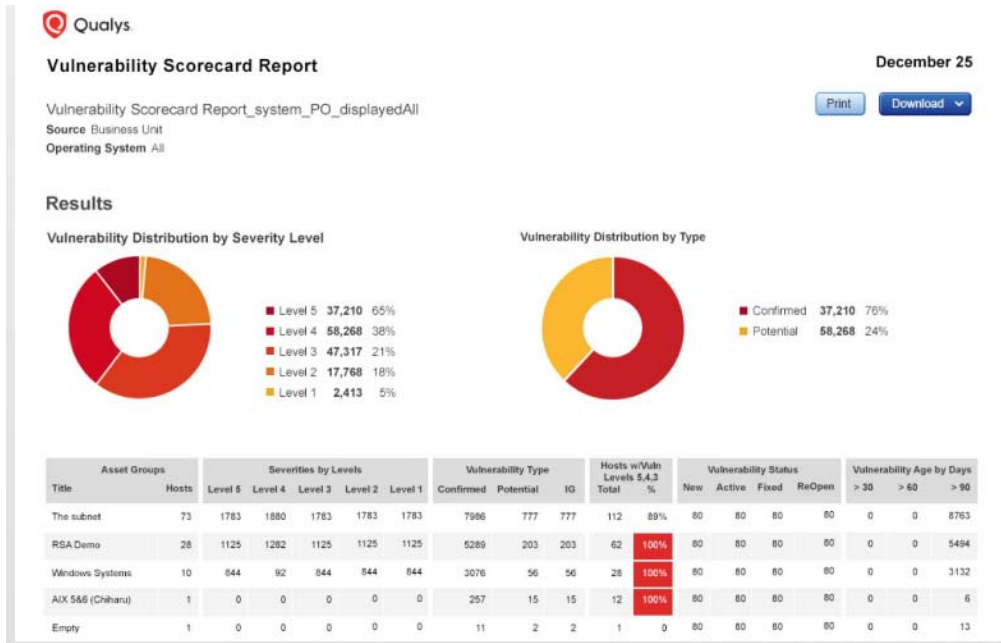 Qualys.
Vulnerability Scorecard Report
December 25
Vulnerability Scorecard Report_system_PO_displayedAll
Print
Download
Source Business Unit
Operating System All
Results
Vulnerability Distribution by Severity Level
Level 5 37,210 65%
Level 4 58,268 38%
Level 3 47,317 21%
Level 2 17,768 18%
Level 1 2,413 5%
Vulnerability Distribution by Type
Confirmed 37,210 76%
Potential 58,268 24%
Asset Groups Severities by Levels Vulnerability Type Hosts w/Vuln Levels 5,4,3 Vulnerability Status Vulnerability Age by Days
Title Hosts Level 5 Level 4 Level 3 Level 2 Level 1 Confirmed Potential IG Total % New Active Fixed ReOpen > 30 > 60 > 90
The subnet 73 1783 1880 1783 1783 1783 7986 777 777 112 89% 80 80 80 80 0 0 8763
RSA Demo 28 1125 1282 1125 1125 1125 5289 203 203 62 100% 80 80 80 80 0 0 5494
Windows Systems 10 844 92 844 844 844 3076 56 56 28 100% 80 80 80 80 0 0 3132
AIX 5&6 (Chiharu) 1 0 0 0 0 0 257 15 15 12 100% 80 80 80 80 0 0 6
Empty 1 0 0 0 0 0 11 2 2 1 0 80 80 80 80 0 0 13